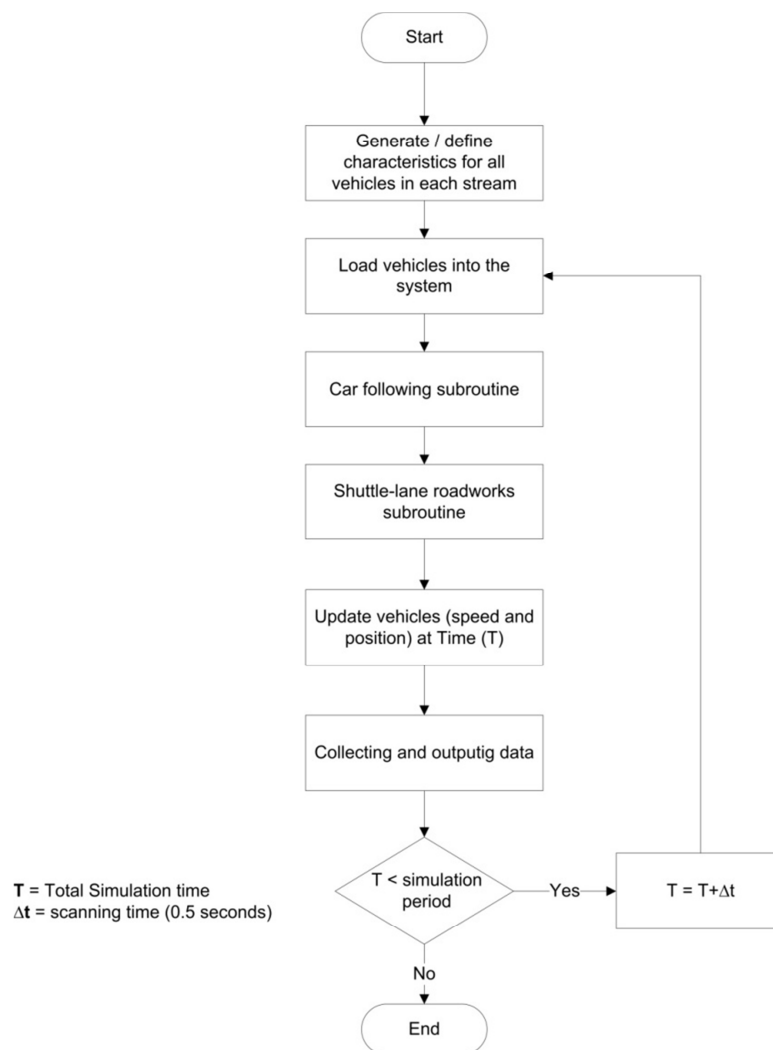 Start
Generate / define
characteristics for all
vehicles in each stream
Load vehicles into the
system
Car following subroutine
Shuttle-lane roadworks
subroutine
Update vehicles (speed and
position) at Time (T)
Collecting and outputig data
T < simulation
period
Yes
T = T+Δt
No
End
T = Total Simulation time
Δt = scanning time (0.5 seconds)